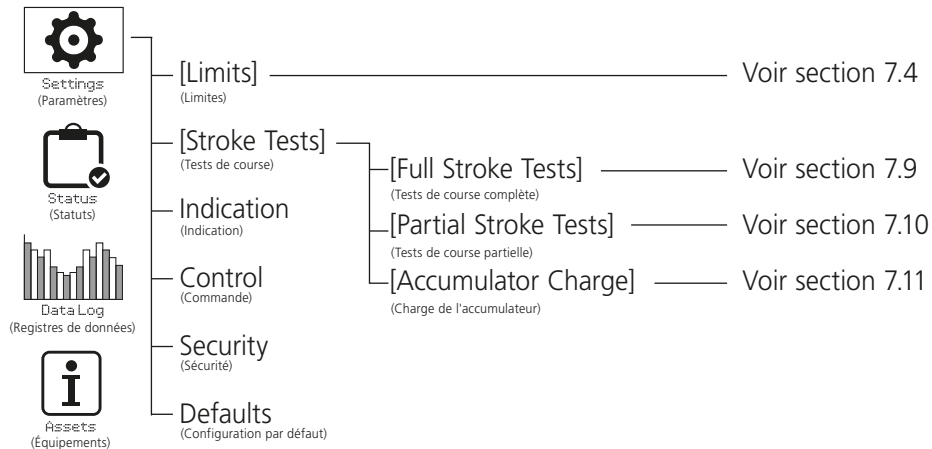 Settings
(Paramètres)
Status
(Statuts)
Data Log
(Registres de données)
Assets
(Équipements)
[Limits]
(Limites)
Voir section 7.4
[Stroke Tests]
(Tests de course)
[Full Stroke Tests]
(Tests de course complète)
Voir section 7.9
[Partial Stroke Tests]
(Tests de course partielle)
Voir section 7.10
[Accumulator Charge]
(Charge de l'accumulateur)
Voir section 7.11
Indication
(Indication)
Control
(Commande)
Security
(Sécurité)
Defaults
(Configuration par défaut)